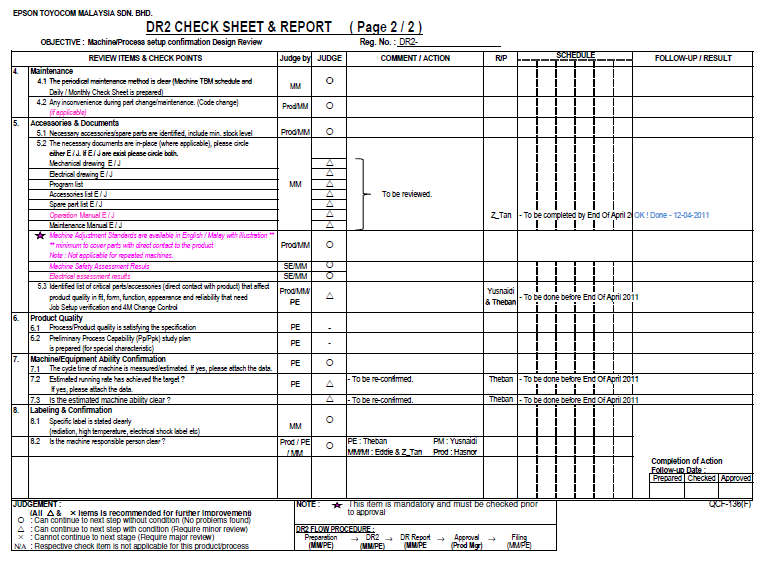 EPSON TOYOCOM MALAYSIA SDN. BHD.
DR2 CHECK SHEET & REPORT ( Page 2 / 2 )
OBJECTIVE : Machine/Process setup confirmation Design Review Reg. No. : DR2-
REVIEW ITEMS & CHECK POINTS Judge by JUDGE COMMENT / ACTION R/P SCHEDULE FOLLOW-UP / RESULT
4. Maintenance
4.1 The periodical maintenance method is clear (Machine TBM schedule and
Daily / Monthly Check Sheet is prepared) MM ○
4.2 Any inconvenience during part change/maintenance. (Code change) Prod/MM ○
(if applicable)
5. Accessories & Documents
5.1 Necessary accessories/spare parts are identified, include min. stock level Prod/MM ○
5.2 The necessary documents are in-place (where applicable), please circle
either E / J. If E / J are exist please circle both.
Mechanical drawing E / J △
Electrical drawing E / J △
Program list MM △
Accessories list E / J △ To be reviewed.
Spare part list E / J △
Operation Manual E / J △ Z_Tan - To be completed by End Of April 2 OK ! Done - 12-04-2011
Maintenance Manual E / J △
★ Machine Adjustment Standards are available in English / Malay with illustration **
** minimum to cover parts with direct contact to the product Prod/MM ○
Note : Not applicable for repeated machines.
Machine Safety Assessment Resuls SE/MM ○
Electrical assessment results SE/MM ○
5.3 Identified list of critical parts/accessories (direct contact with product) that affect Prod/MM/ Yusnaidi
product quality in fit, form, function, appearance and reliability that need PE △ & Theban - To be done before End Of April 2011
Job Setup verification and 4M Change Control
6. Product Quality
6.1 Process/Product quality is satisfying the specification PE -
6.2 Preliminary Process Capability (Pp/Ppk) study plan
is prepared (for special characteristic) PE -
7. Machine/Equipment Ability Confirmation
7.1 The cycle time of machine is measured/estimated. If yes, please attach the data. PE ○
7.2 Estimated running rate has achieved the target ? PE △ - To be re-confirmed. Theban - To be done before End Of April 2011
If yes, please attach the data.
7.3 Is the estimated machine ability clear ? △ - To be re-confirmed. Theban - To be done before End Of April 2011
8. Labeling & Confirmation
8.1 Specific label is stated clearly ○
(radiation, high temperature, electrical shock label etc) MM
8.2 Is the machine responsible person clear ? Prod / PE / MM ○ PE : Theban PM : Yusnaidi
MM/MI : Eddie & Z_Tan Prod : Hasnor
Completion of Action
Follow-up Date :
Prepared Checked Approved
JUDGEMENT : NOTE : ★ This item is mandatory and must be checked prior QCF-136(F)
(All △ & × items is recommended for further improvement) to approval
○ : Can continue to next step without condition (No problems found)
△ : Can continue to next step with condition (Require minor review) DR2 FLOW PROCEDURE :
× : Cannot continue to next stage (Require major review) Preparation → DR2 → DR Report → Approval → Filing
N/A : Respective check item is not applicable for this product/process (MM/PE) (MM/PE) (MM/PE (Prod Mgr) (MM/PE)